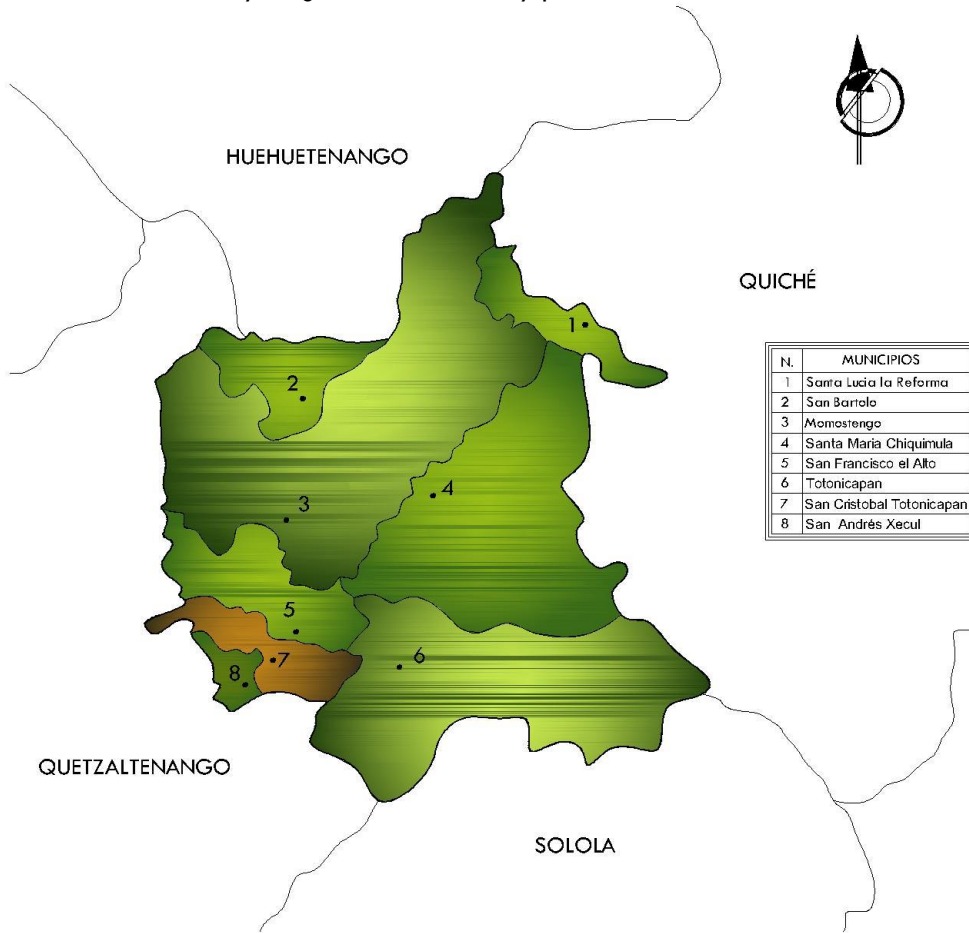 HUEHUETENANGO
QUICHÉ
1
N. MUNICIPIOS
1 Santa Lucia la Reforma
2 San Bartolo
3 Momostengo
4 Santa Maria Chiquimula
5 San Francisco el Alto
6 Totonicapan
7 San Cristobal Totonicapan
8 San Andrés Xecul
2
4
3
5
7
6
8
QUETZALTENANGO
SOLOLA